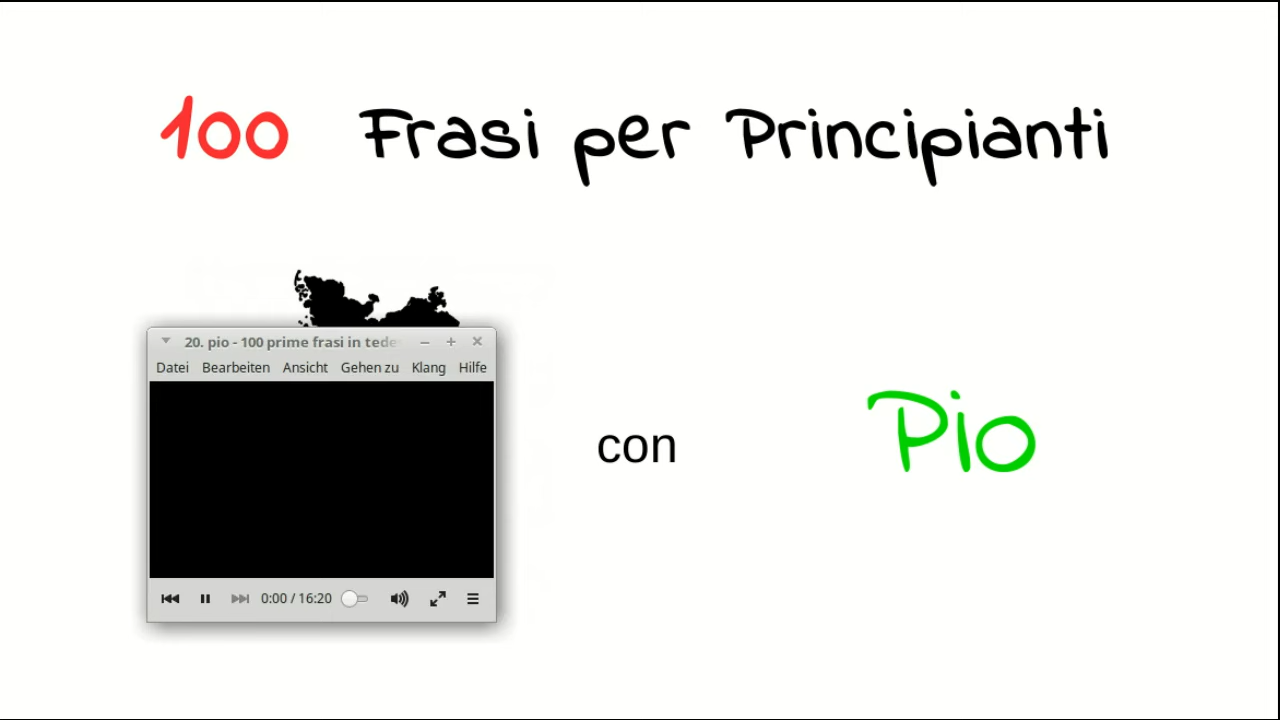 100 Frasi per Principianti
20. pio - 100 prime frasi in tede
Datei Bearbeiten Ansicht Gehen zu Klang Hilfe
con
Pio
0:00 / 16:20